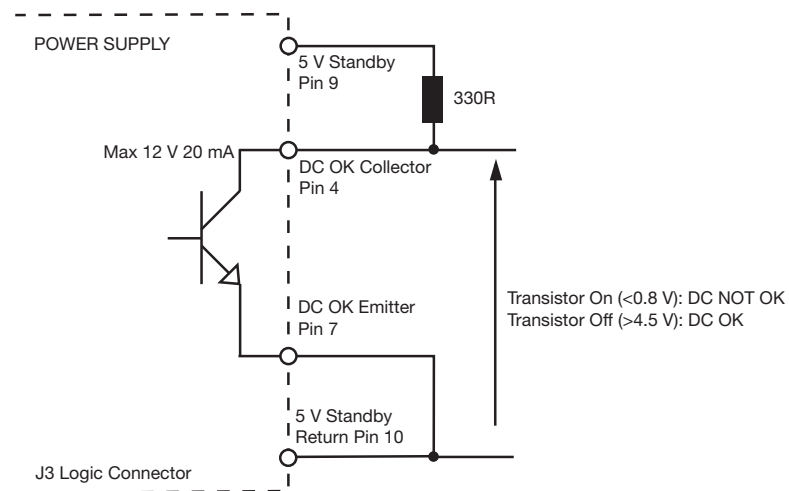 POWER SUPPLY
5 V Standby
Pin 9
330R
Max 12 V 20 mA
DC OK Collector
Pin 4
Transistor On (<0.8 V): DC NOT OK
Transistor Off (>4.5 V): DC OK
DC OK Emitter
Pin 7
5 V Standby
Return Pin 10
J3 Logic Connector